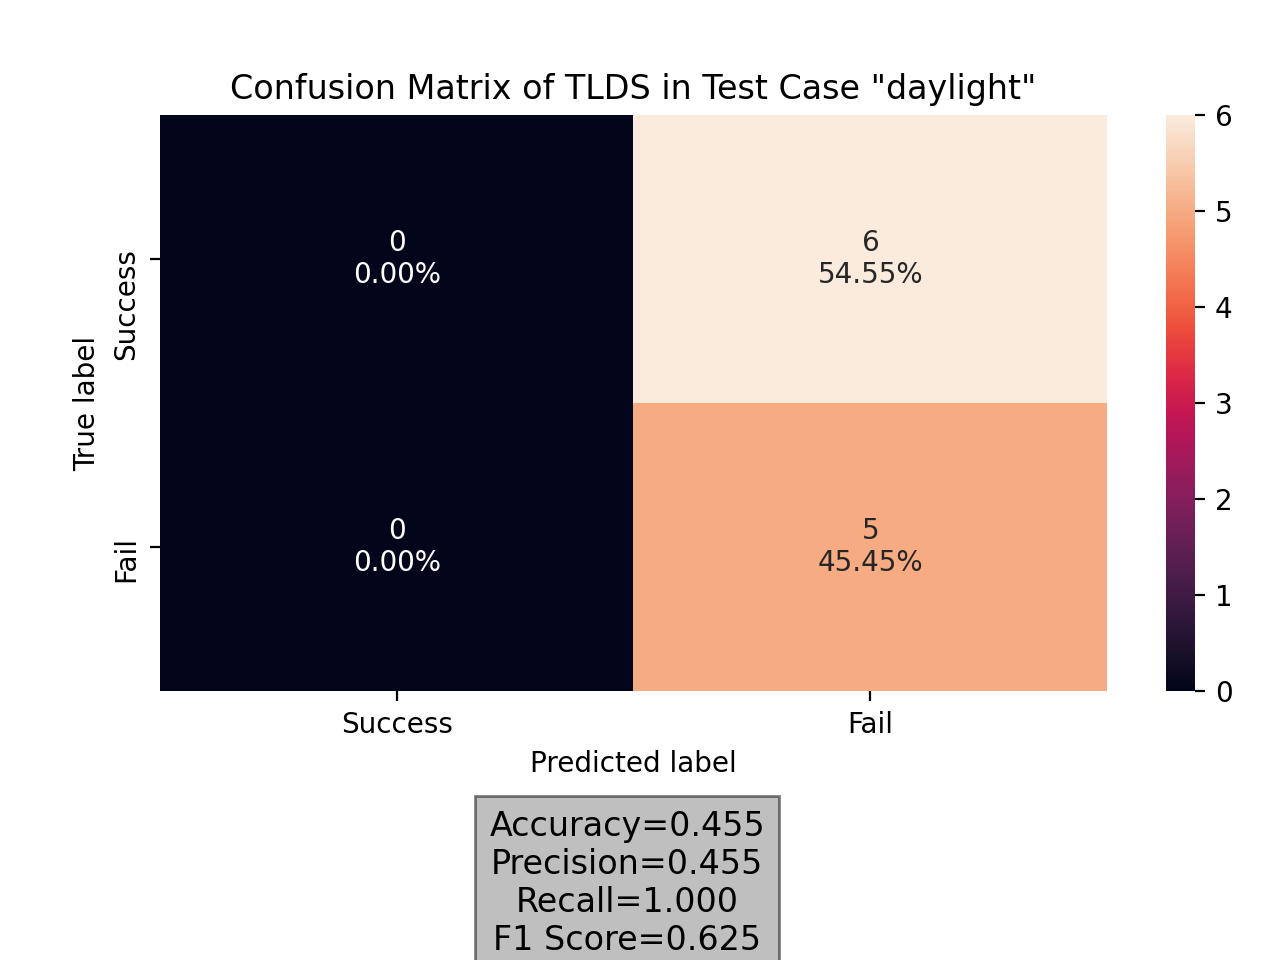 Confusion Matrix of TLDS in Test Case "daylight"
True label
Success
Fail
0
0.00%
6
54.55%
0
0.00%
5
45.45%
Success
Fail
Predicted label
6
5
4
3
2
1
0
Accuracy=0.455
Precision=0.455
Recall=1.000
F1 Score=0.625